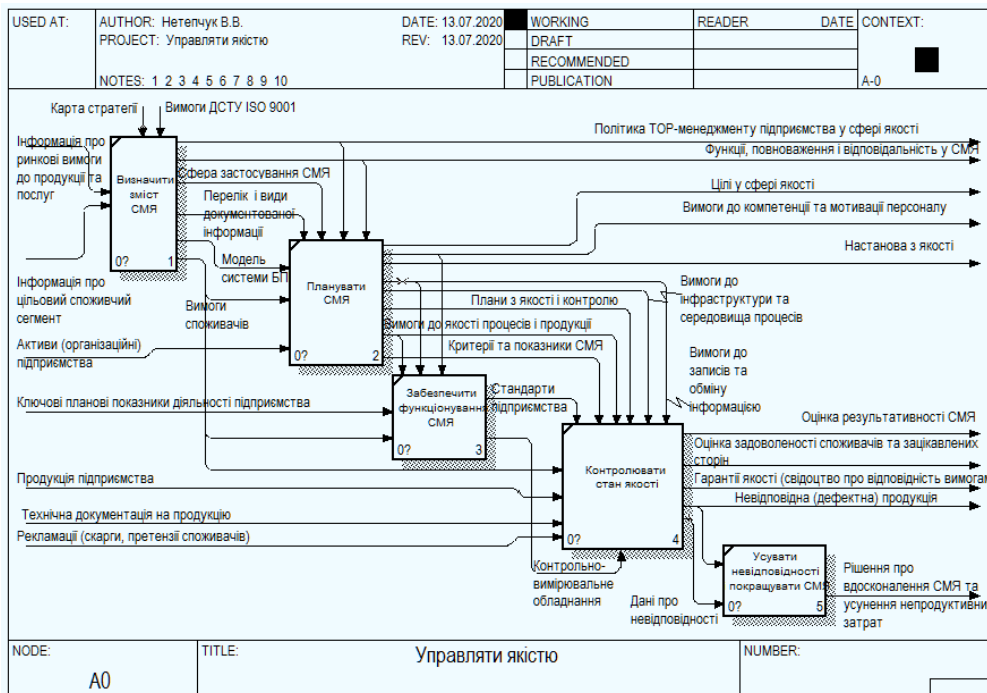 USED AT:
AUTHOR: Нетепчук В.В.
DATE: 13.07.2020
PROJECT: Управляти якістю
REV: 13.07.2020
NOTES: 1 2 3 4 5 6 7 8 9 10
WORKING
DRAFT
RECOMMENDED
PUBLICATION
READER
DATE
CONTEXT:
A-0
Карта стратегії
Вимоги ДСТУ ISO 9001
Інформація про
ринкові вимоги
до продукції та
послуг
Визначити
зміст
СМЯ
0?
1
Політика ТОР-менеджменту підприємства у сфері якості
Функції, повноваження і відповідальність у СМЯ
Сфера застосування СМЯ
Перелік і види
документованої
інформації
Цілі у сфері якості
Вимоги до компетенції та мотивації персоналу
Настанова з якості
Модель
системи БП
Планувати
СМЯ
0?
2
Інформація про
цільовий споживчий
сегмент
Вимоги
споживачів
Вимоги до
інфраструктури та
середовища процесів
Плани з якості і контролю
Вимоги до якості процесів і продукції
Критерії та показники СМЯ
Активи (організаційні)
підприємства
Вимоги до
записів та
обміну
інформацією
Забезпечити
функціонування
СМЯ
0?
3
Стандарти
підприємства
Ключові планові показники діяльності підприємства
Оцінка результативності СМЯ
Оцінка задоволеності споживачів та зацікавлених
сторін
Гарантії якості (свідоцтво про відповідність вимогам
Невідповідна (дефектна) продукція
Контролювати
стан якості
0?
4
Продукція підприємства
Технічна документація на продукцію
Рекламації (скарги, претензії споживачів)
Контрольно-
вимірювальне
обладнання
Дані про
невідповідності
Усувати
невідповідності
покращувати СМЯ
0?
5
Рішення про
вдосконалення СМЯ та
усунення непродуктивни
затрат
NODE:
A0
TITLE:
Управляти якістю
NUMBER: